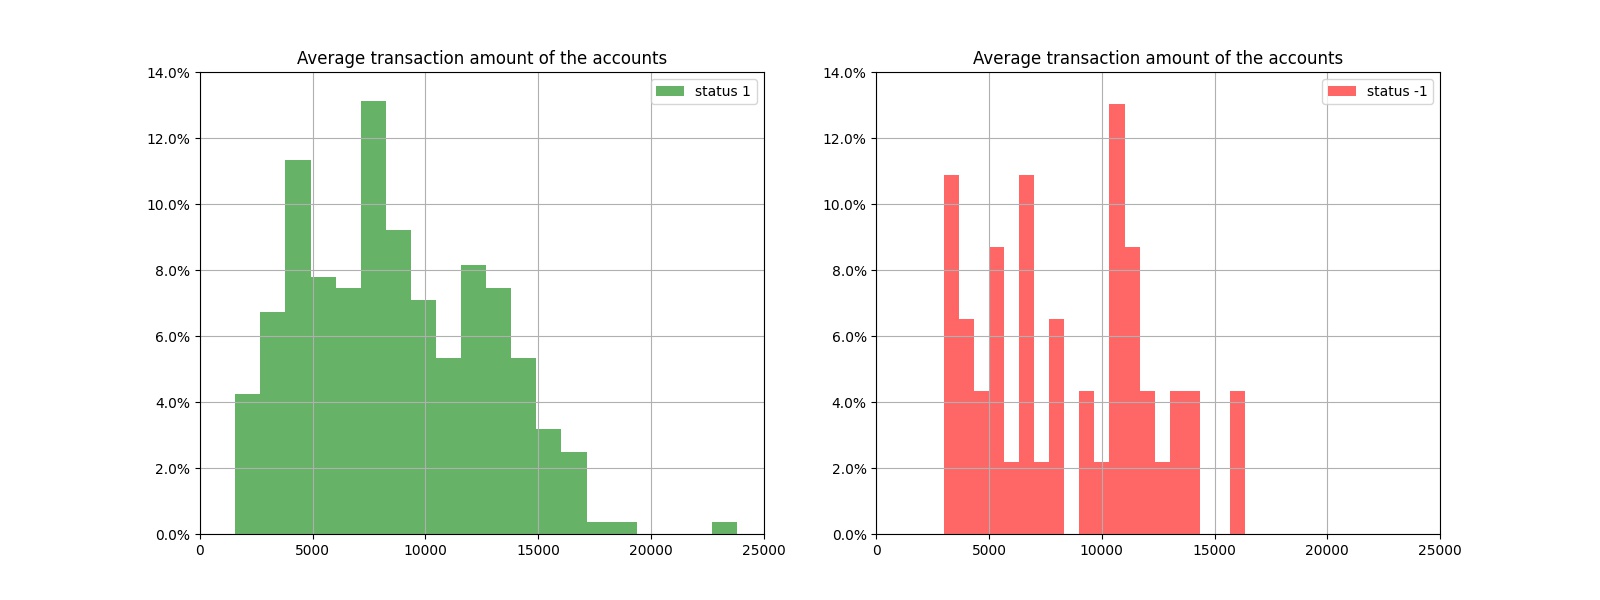 Average transaction amount of the accounts
14.0%
12.0%
10.0%
8.0%
6.0%
4.0%
2.0%
0.0%
0 5000 10000 15000 20000 25000
status 1
Average transaction amount of the accounts
14.0%
12.0%
10.0%
8.0%
6.0%
4.0%
2.0%
0.0%
0 5000 10000 15000 20000 25000
status -1